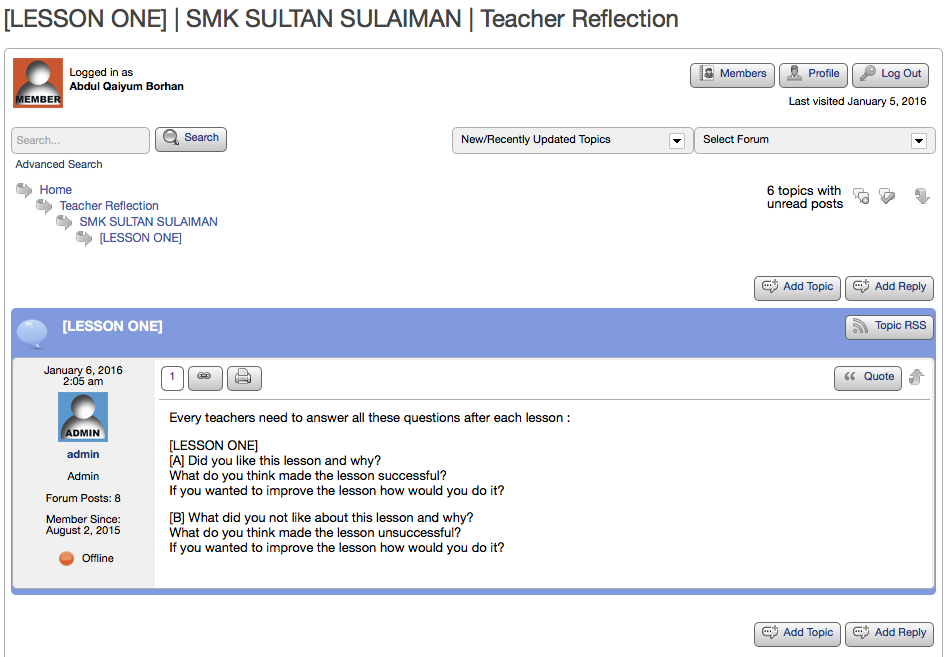 [LESSON ONE] | SMK SULTAN SULAIMAN | Teacher Reflection
MEMBER
Logged in as
Abdul Qaiyum Borhan
Members
Profile
Log Out
Last visited January 5, 2016
Search...
Search
New/Recently Updated Topics
Select Forum
Advanced Search
Home
Teacher Reflection
SMK SULTAN SULAIMAN
[LESSON ONE]
6 topics with
unread posts
Add Topic
Add Reply
[LESSON ONE]
Topic RSS
January 6, 2016
2:05 am
ADMIN
admin
Admin
Forum Posts: 8
Member Since:
August 2, 2015
Offline
1
Quote
Every teachers need to answer all these questions after each lesson :
[LESSON ONE]
[A] Did you like this lesson and why?
What do you think made the lesson successful?
If you wanted to improve the lesson how would you do it?
[B] What did you not like about this lesson and why?
What do you think made the lesson unsuccessful?
If you wanted to improve the lesson how would you do it?
Add Topic
Add Reply